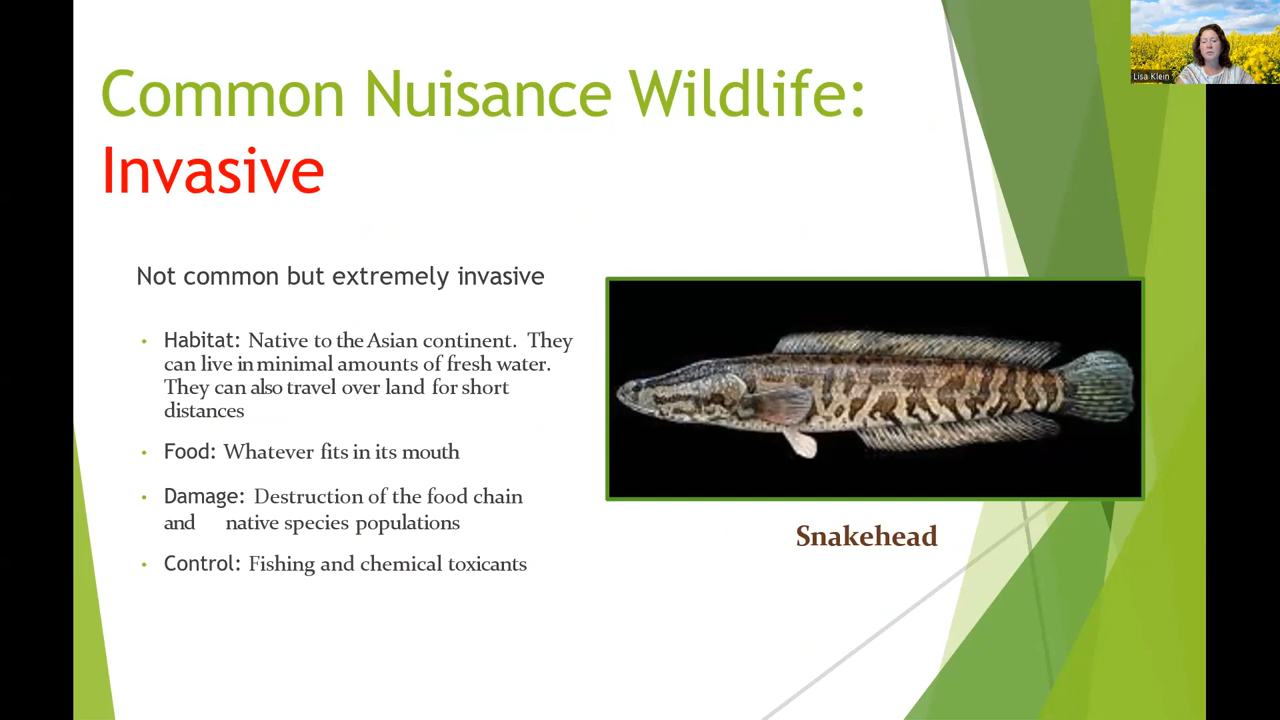 Common Nuisance Wildlife:
Invasive
Lisa Klein
Not common but extremely invasive
• Habitat: Native to the Asian continent. They
can live in minimal amounts of fresh water.
They can also travel over land for short
distances
• Food: Whatever fits in its mouth
• Damage: Destruction of the food chain
and native species populations
• Control: Fishing and chemical toxicants
Snakehead